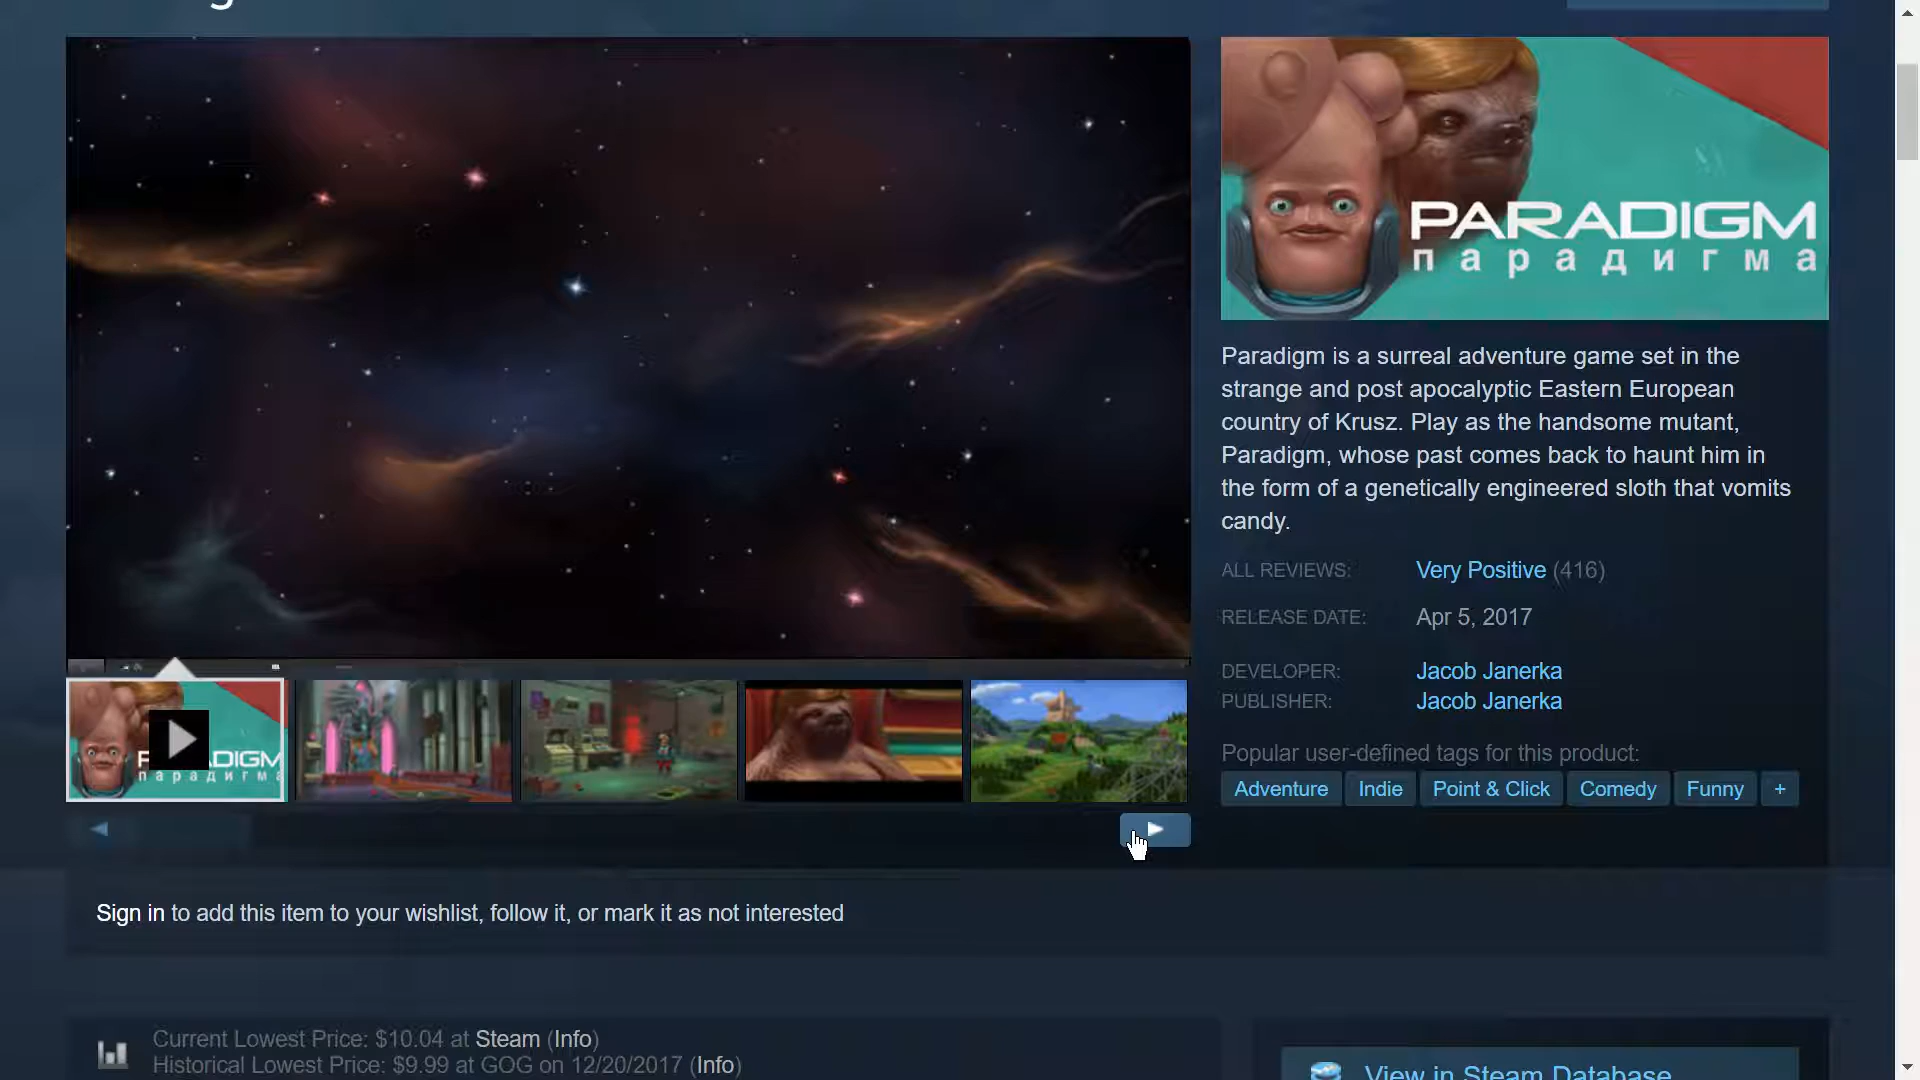 PARADIGM
парадигма
Paradigm is a surreal adventure game set in the
strange and post apocalyptic Eastern European
country of Krusz. Play as the handsome mutant,
Paradigm, whose past comes back to haunt him in
the form of a genetically engineered sloth that vomits
candy.
ALL REVIEWS: Very Positive (416)
RELEASE DATE: Apr 5, 2017
DEVELOPER: Jacob Janerka
PUBLISHER: Jacob Janerka
Popular user-defined tags for this product:
Adventure Indie Point & Click Comedy Funny +
парадигма
Sign in to add this item to your wishlist, follow it, or mark it as not interested
Current Lowest Price: $10.04 at Steam (Info)
Historical Lowest Price: $9.99 at GOG on 12/20/2017 (Info)
View in Steam Database